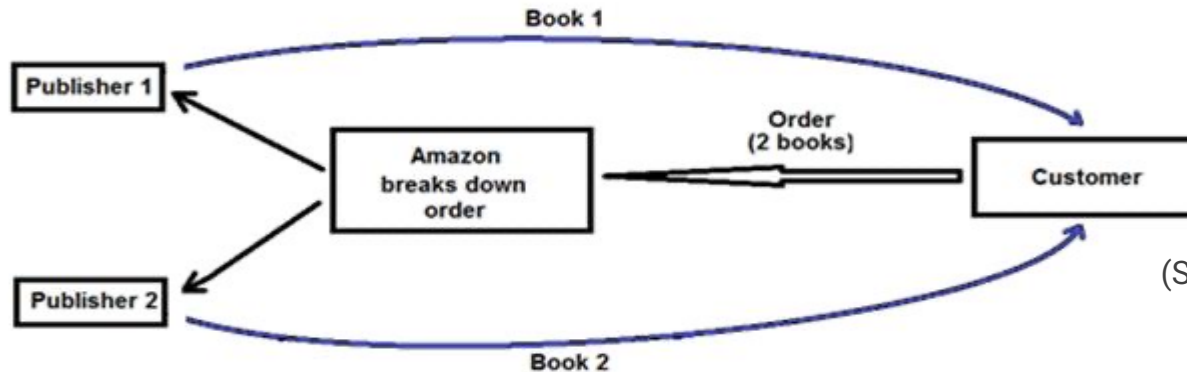 Book 1
Publisher 1
Order
(2 books)
Amazon
breaks down
order
Customer
Publisher 2
(S
Book 2